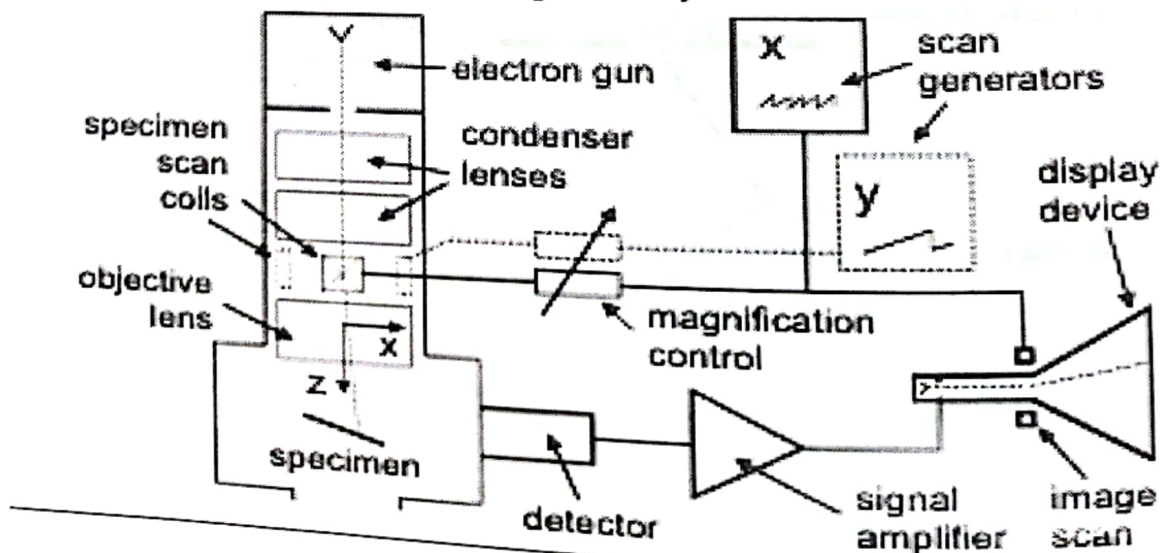 electron gun
specimen
scan
coils
condenser
lenses
objective
lens
x
scan
generators
y
display
device
magnification
control
X
Z
specimen
detector
signal
amplifier
image
scan